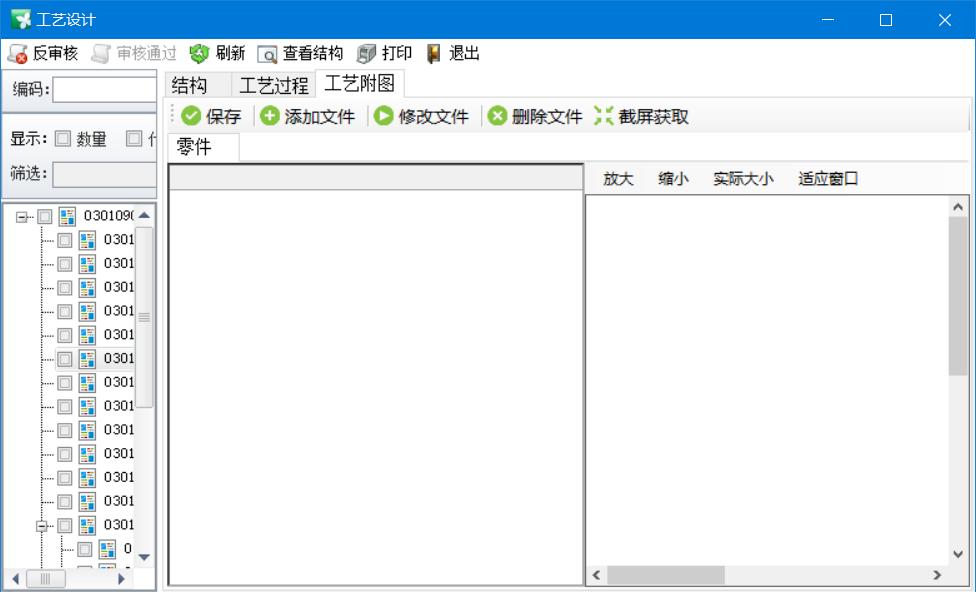 工艺设计
反审核 审核通过 刷新 查看结构 打印 退出
编码:
结构 工艺过程 工艺附图
保存 添加文件 修改文件 删除文件 截屏获取
显示: 数量
零件
筛选:
放大 缩小 实际大小 适应窗口
030109
0301
0301
0301
0301
0301
0301
0301
0301
0301
0301
0301
0301
0301
0